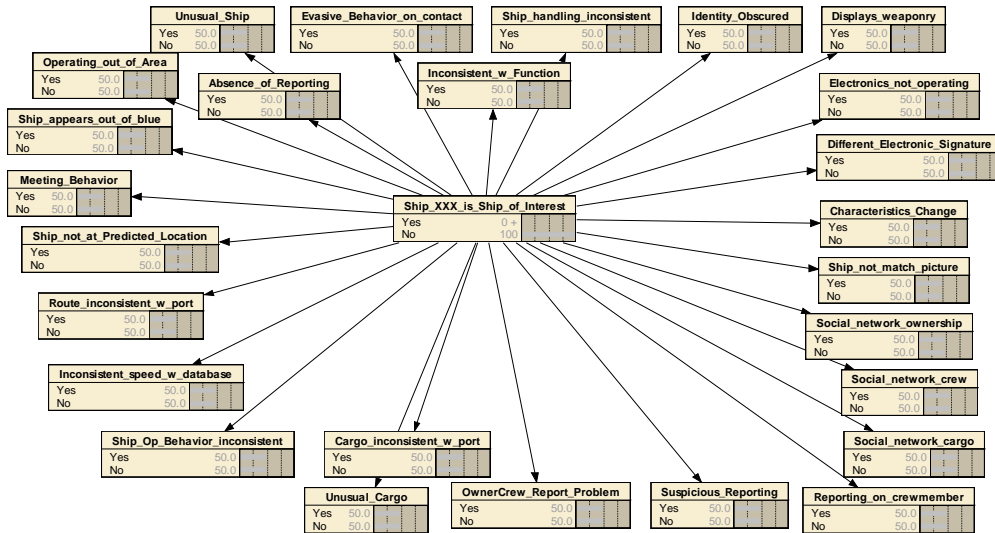 Unusual_Ship
Yes 50.0
No 50.0
Evasive_Behavior_on_contact
Yes 50.0
No 50.0
Ship_handling_inconsistent
Yes 50.0
No 50.0
Identity_Obscured
Yes 50.0
No 50.0
Displays_weaponry
Yes 50.0
No 50.0
Operating_out_of_Area
Yes 50.0
No 50.0
Absence_of_Reporting
Yes 50.0
No 50.0
Inconsistent_w_Function
Yes 50.0
No 50.0
Electronics_not_operating
Yes 50.0
No 50.0
Ship_appears_out_of_blue
Yes 50.0
No 50.0
Different_Electronic_Signature
Yes 50.0
No 50.0
Meeting_Behavior
Yes 50.0
No 50.0
Ship_XXX_is_Ship_of_Interest
Yes 0 +
No 100
Characteristics_Change
Yes 50.0
No 50.0
Ship_not_at_Predicted_Location
Yes 50.0
No 50.0
Ship_not_match_picture
Yes 50.0
No 50.0
Route_inconsistent_w_port
Yes 50.0
No 50.0
Social_network_ownership
Yes 50.0
No 50.0
Inconsistent_speed_w_database
Yes 50.0
No 50.0
Social_network_crew
Yes 50.0
No 50.0
Ship_Op_Behavior_inconsistent
Yes 50.0
No 50.0
Cargo_inconsistent_w_port
Yes 50.0
No 50.0
Social_network_cargo
Yes 50.0
No 50.0
Unusual_Cargo
Yes 50.0
No 50.0
OwnerCrew_Report_Problem
Yes 50.0
No 50.0
Suspicious_Reporting
Yes 50.0
No 50.0
Reporting_on_crewmember
Yes 50.0
No 50.0